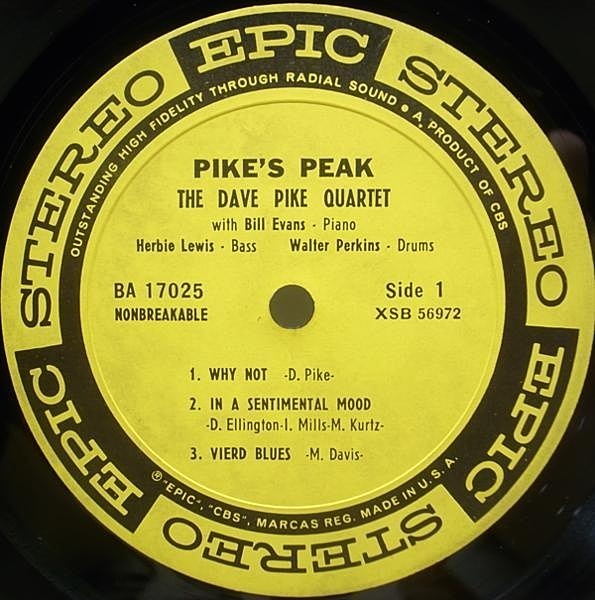 EPIC
STEREO
STEREO
EPIC
EPIC
STEREO
OUTSTANDING HIGH FIDELITY THROUGH RADIAL SOUND • A PRODUCT OF CBS
PIKE'S PEAK
THE DAVE PIKE QUARTET
with Bill Evans - Piano
Herbie Lewis - Bass Walter Perkins - Drums
BA 17025 Side 1
NONBREAKABLE XSB 56972
1. WHY NOT -D. Pike-
2. IN A SENTIMENTAL MOOD
-D. Ellington-I. Mills-M. Kurtz-
3. VIERD BLUES -M. Davis-
"EPIC", "CBS", MARCAS REG. MADE IN U.S.A.